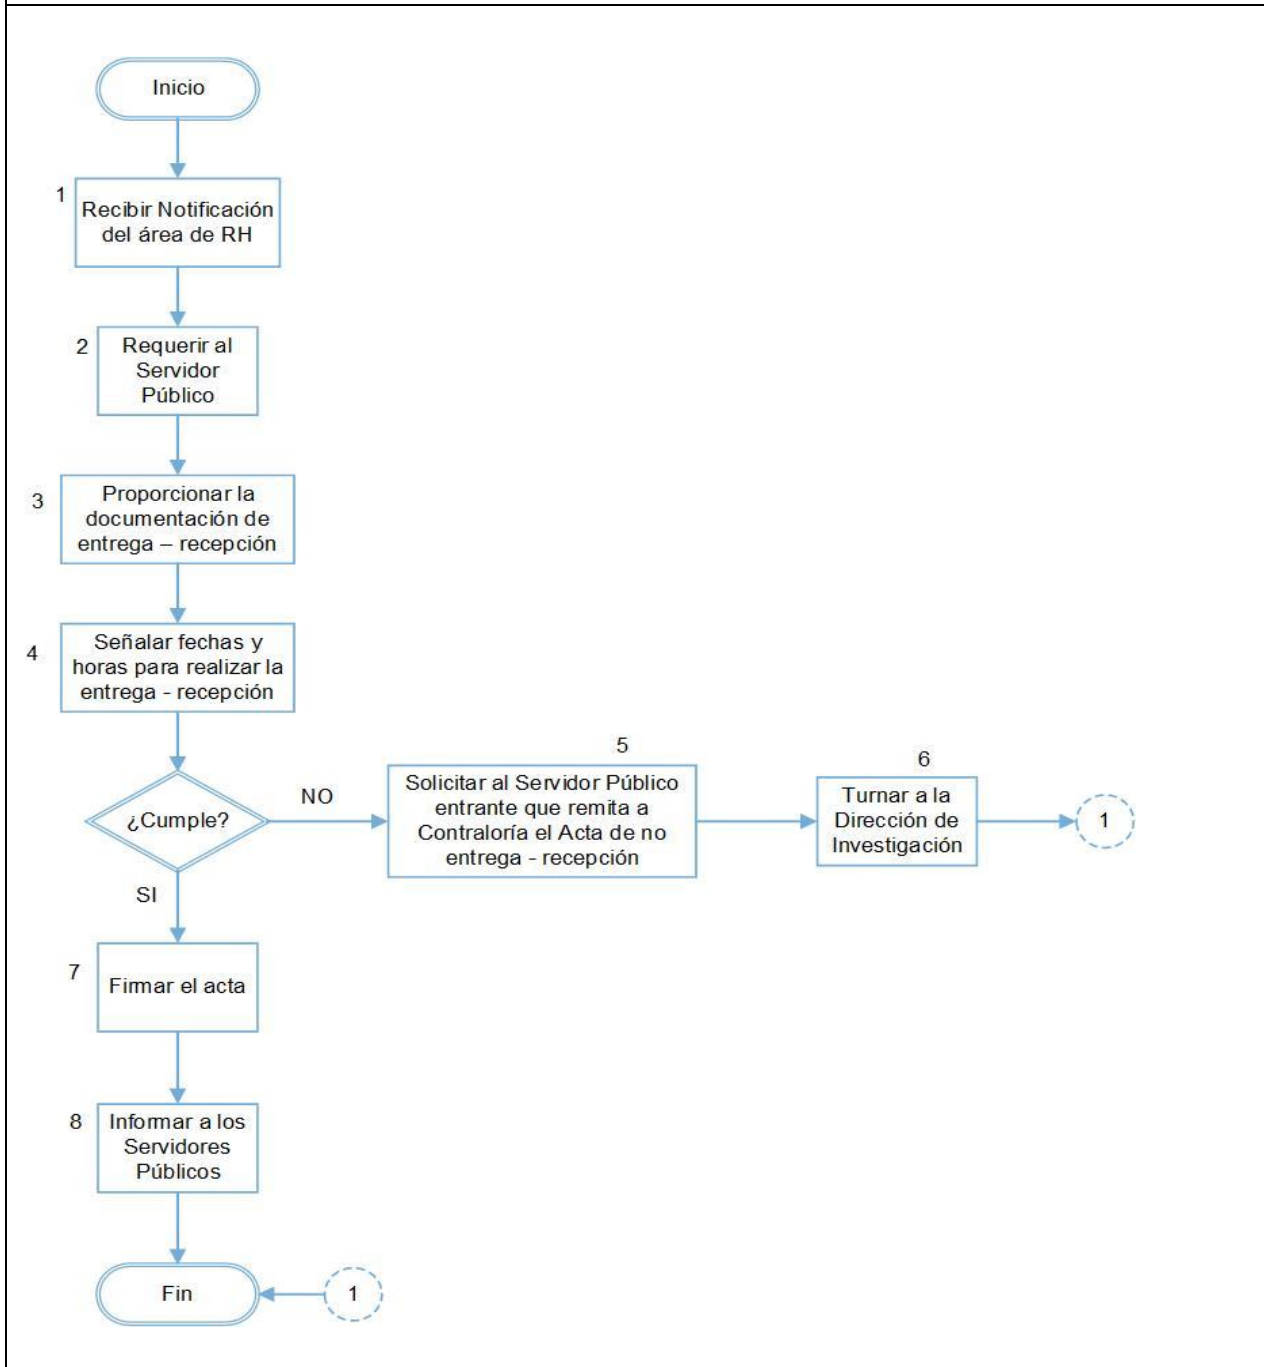 Inicio
1
Recibir Notificación
del área de RH
2
Requerir al
Servidor
Público
3
Proporcionar la
documentación de
entrega – recepción
4
Señalar fechas y
horas para realizar la
entrega - recepción
¿Cumple?
NO
5
Solicitar al Servidor Público
entrante que remita a
Contraloría el Acta de no
entrega - recepción
6
Turnar a la
Dirección de
Investigación
1
SI
7
Firmar el acta
8
Informar a los
Servidores
Públicos
Fin
1